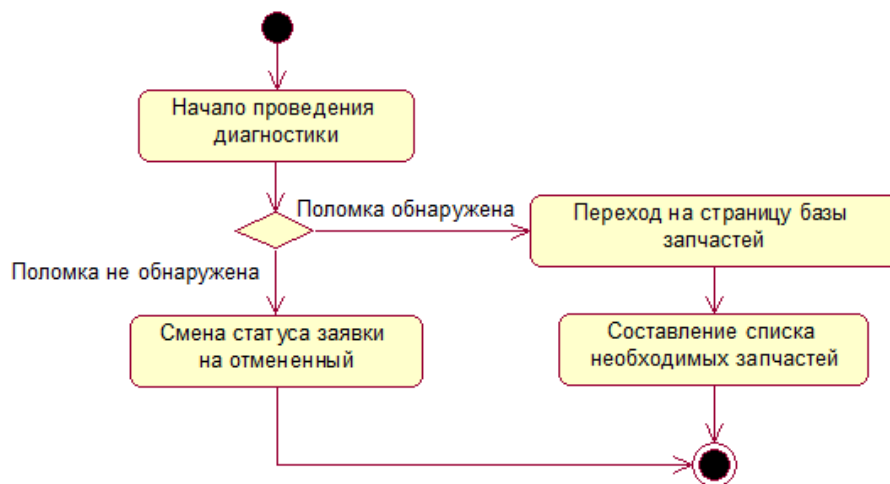 Начало проведения
диагностики
Поломка обнаружена
Переход на страницу базы
запчастей
Поломка не обнаружена
Смена статуса заявки
на отмененный
Составление списка
необходимых запчастей